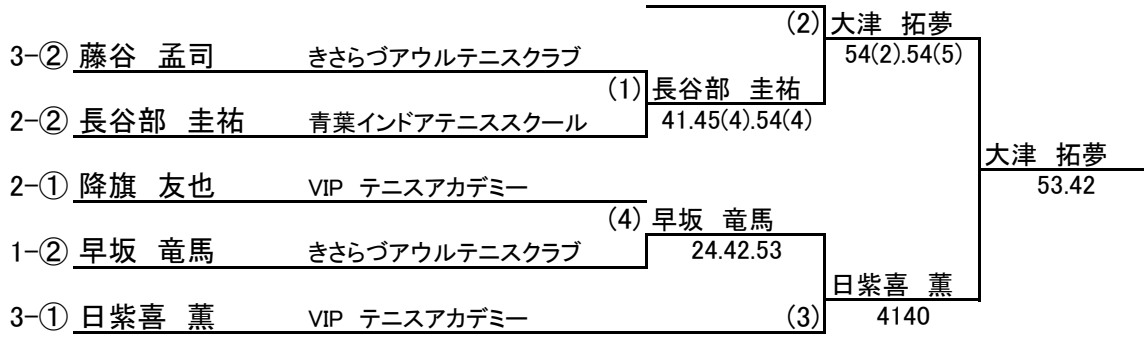 (2) 大津 拓夢
3-② 藤谷 孟司 きさらづアウルテニスクラブ 54(2).54(5)
(1) 長谷部 圭祐
2-② 長谷部 圭祐 青葉インドアテニススクール 41.45(4).54(4)
大津 拓夢
2-① 降旗 友也 VIP テニスアカデミー 53.42
(4) 早坂 竜馬
1-② 早坂 竜馬 きさらづアウルテニスクラブ 24.42.53
日紫喜 薫
3-① 日紫喜 薫 VIP テニスアカデミー (3) 4140